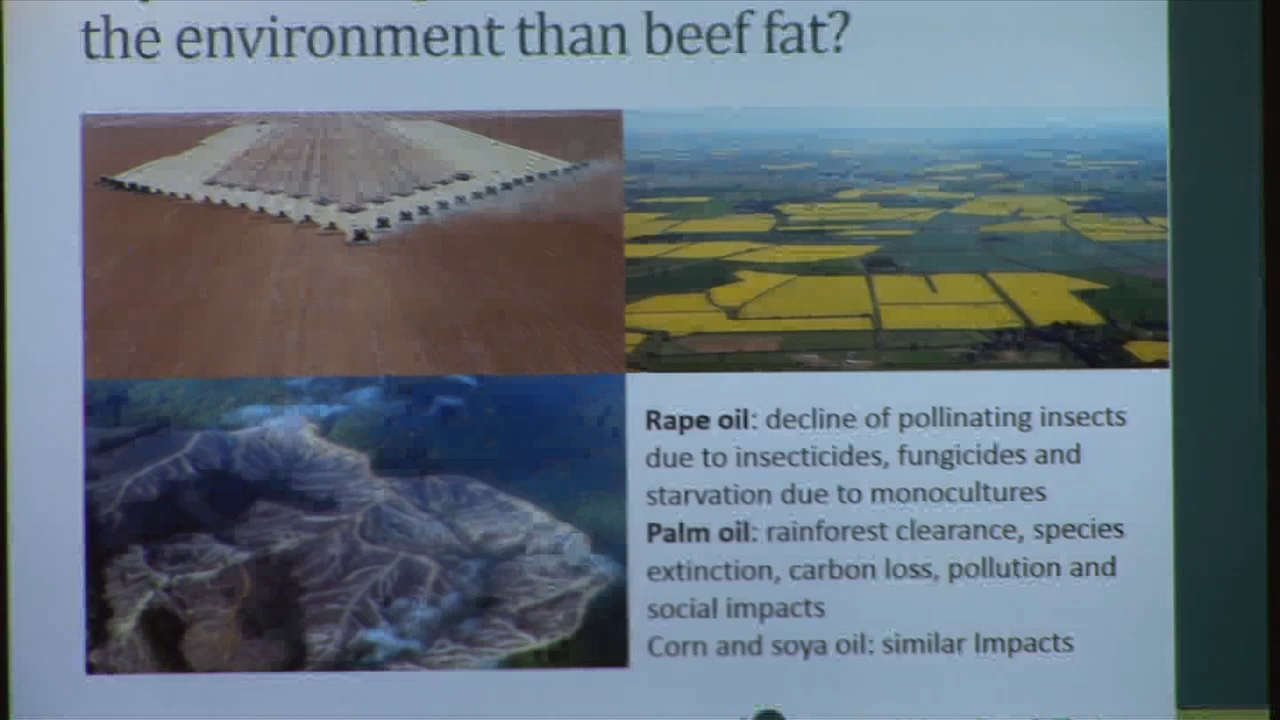 the environment than beef fat?
Rape oil: decline of pollinating insects
due to insecticides, fungicides and
starvation due to monocultures
Palm oil: rainforest clearance, species
extinction, carbon loss, pollution and
social impacts
Corn and soya oil: similar Impacts